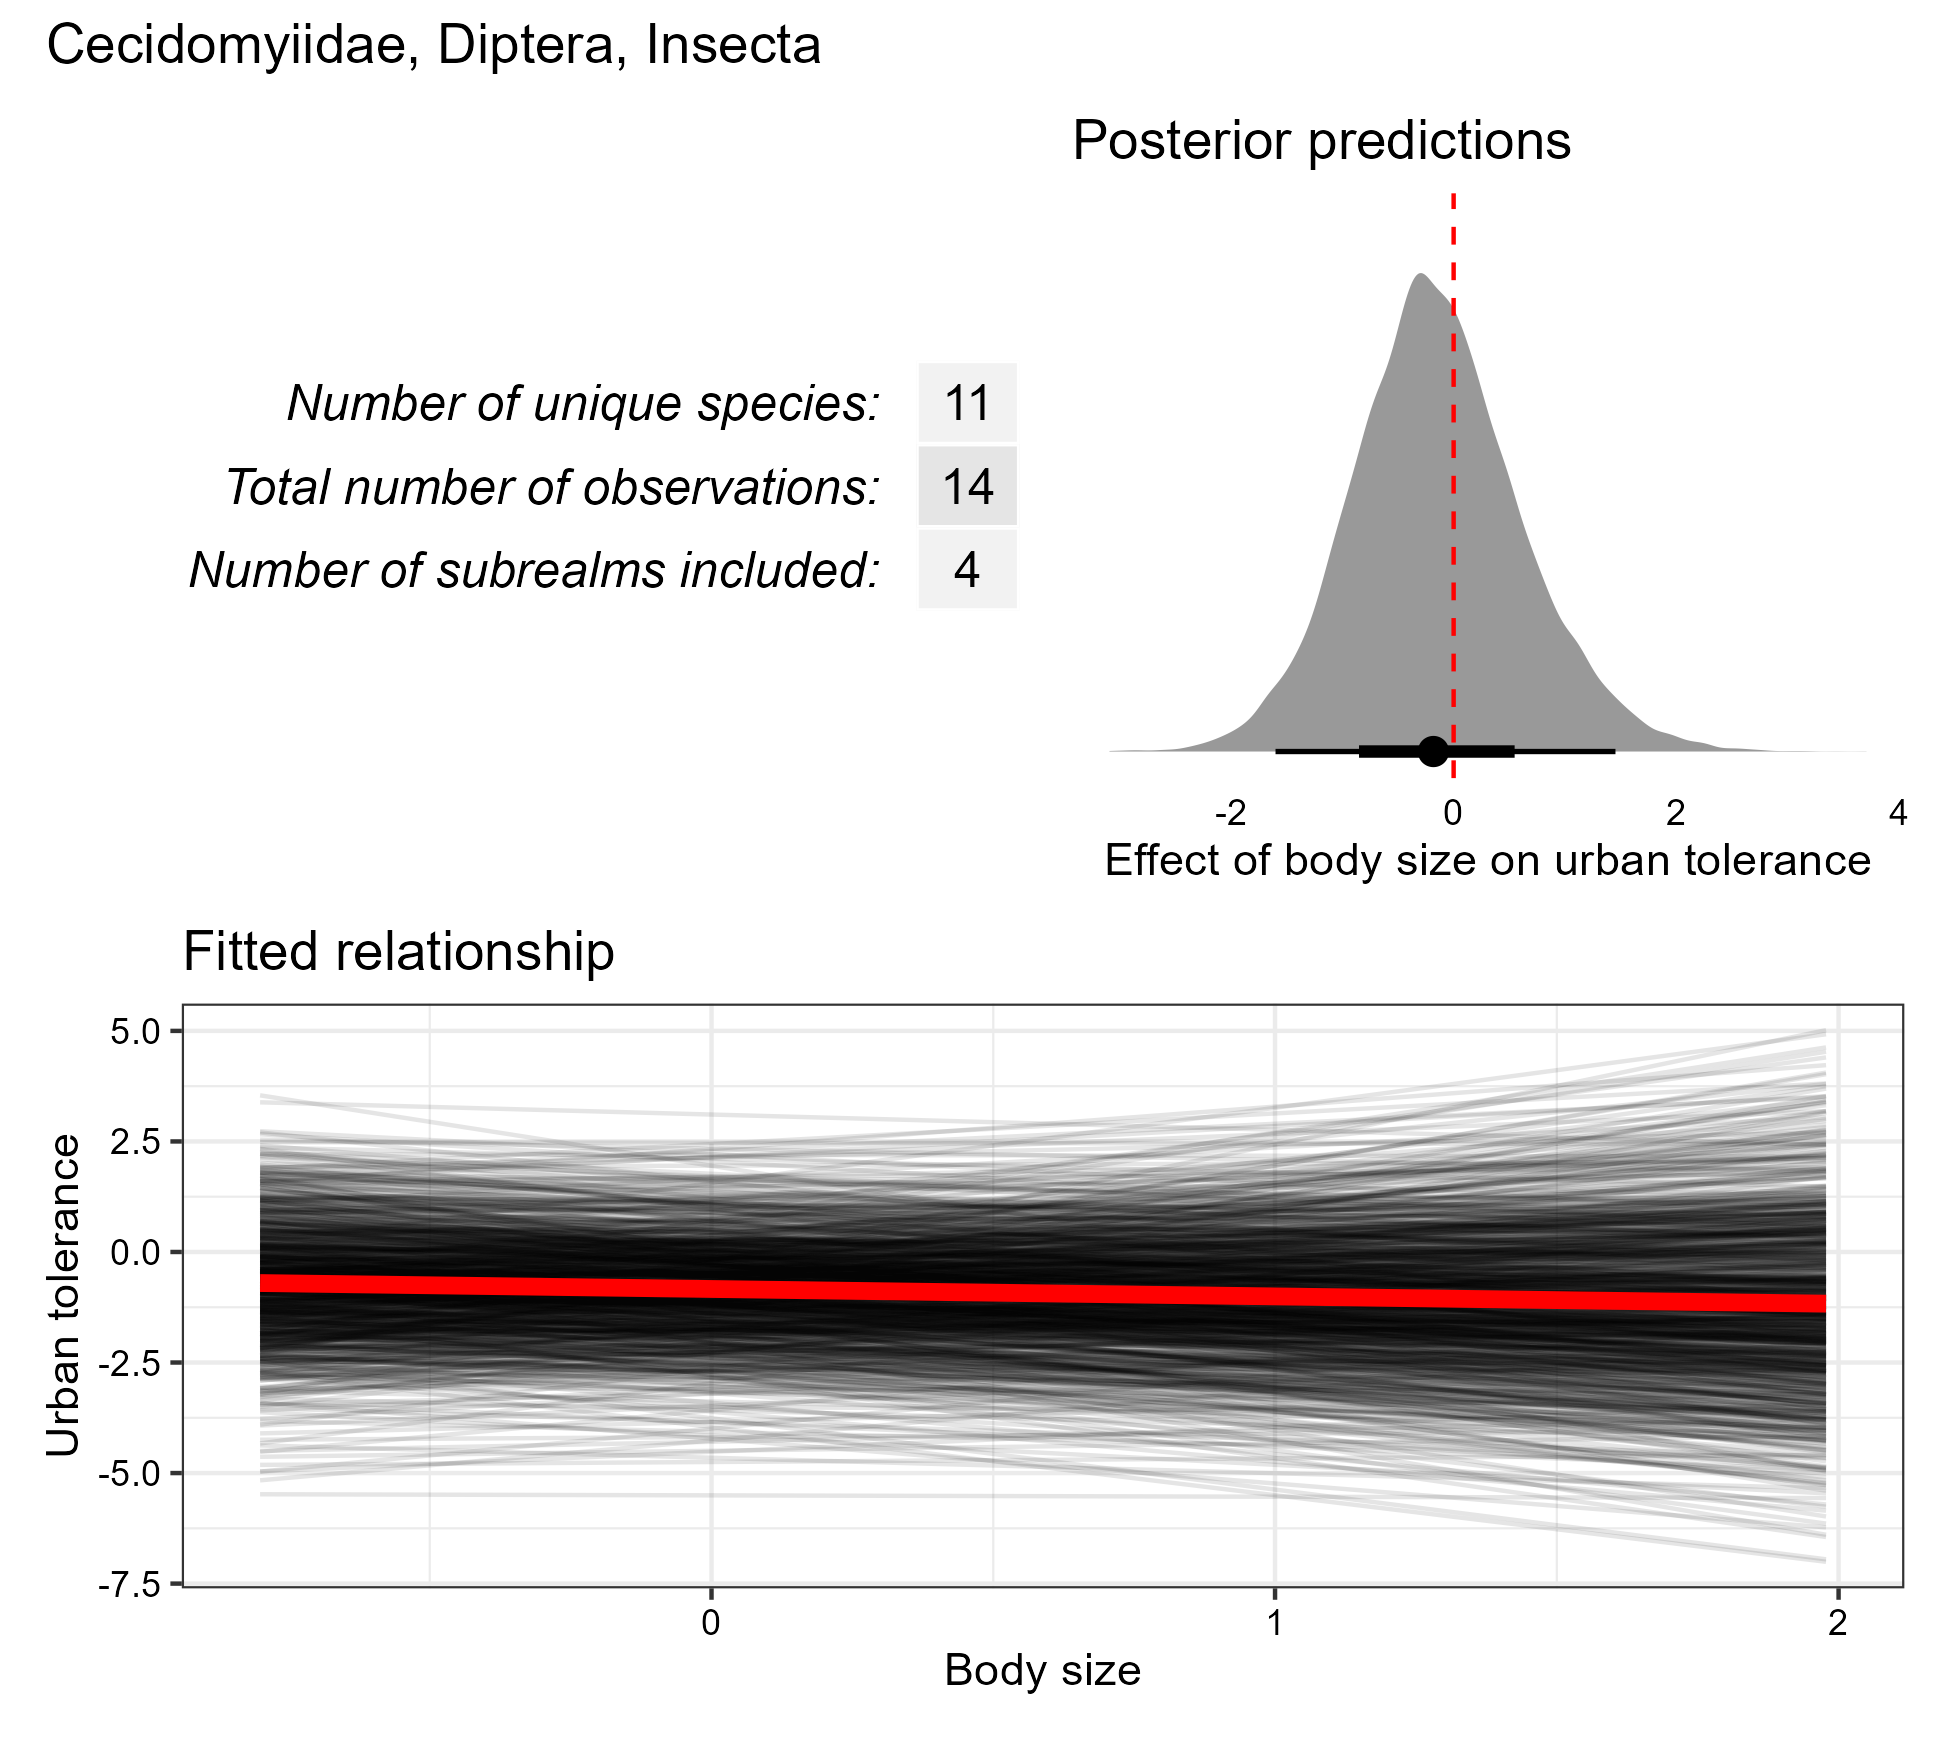 Cecidomyiidae, Diptera, Insecta
Posterior predictions
Number of unique species: 11
Total number of observations: 14
Number of subrealms included: 4
-2 0 2 4
Effect of body size on urban tolerance
Fitted relationship
Urban tolerance
5.0
2.5
0.0
-2.5
-5.0
-7.5
0 1 2
Body size